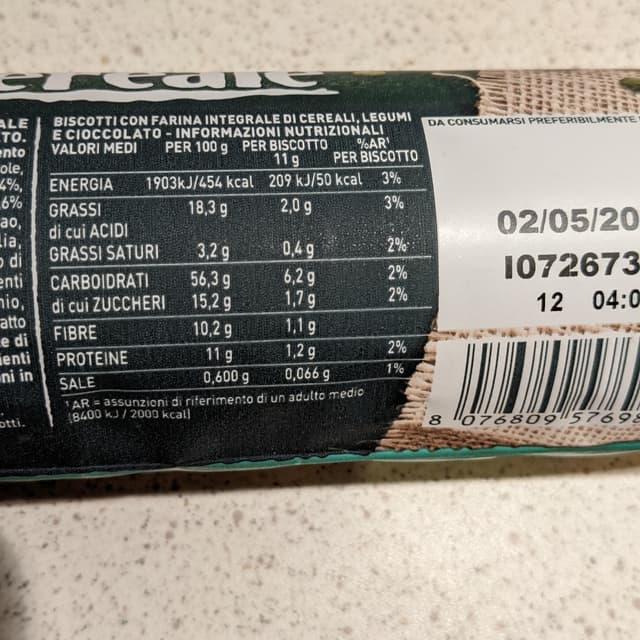 BISCOTTI CON FARINA INTEGRALE DI CEREALI, LEGUMI
E CIOCCOLATO - INFORMAZIONI NUTRIZIONALI
VALORI MEDI PER 100 g PER BISCOTTO %AR¹
11 g PER BISCOTTO
ENERGIA 1903kJ/454 kcal 209 kJ/50 kcal 3%
GRASSI 18,3 g 2,0 g 3%
di cui ACIDI
GRASSI SATURI 3,2 g 0,4 g 2%
CARBOIDRATI 56,3 g 6,2 g 2%
di cui ZUCCHERI 15,2 g 1,7 g 2%
FIBRE 10,2 g 1,1 g
PROTEINE 11 g 1,2 g 2%
SALE 0,600 g 0,066 g 1%
¹AR = assunzioni di riferimento di un adulto medio
(8400 kJ / 2000 kcal)
DA CONSUMARSI PREFERIBILMENTE
02/05/20
I072673
12 04:0
8 076809 5769